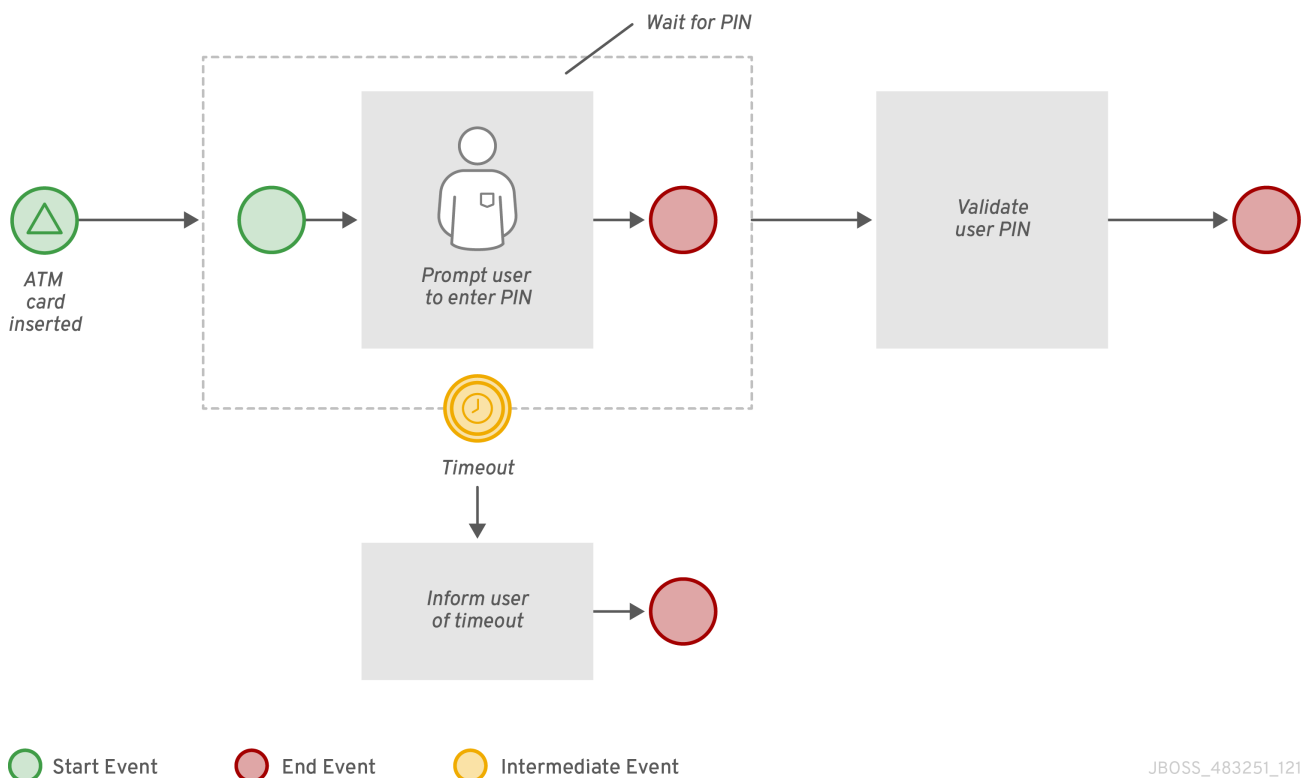 Wait for PIN
ATM
card
inserted
Prompt user
to enter PIN
Validate
user PIN
Timeout
Inform user
of timeout
Start Event
End Event
Intermediate Event
JBOSS_483251_121